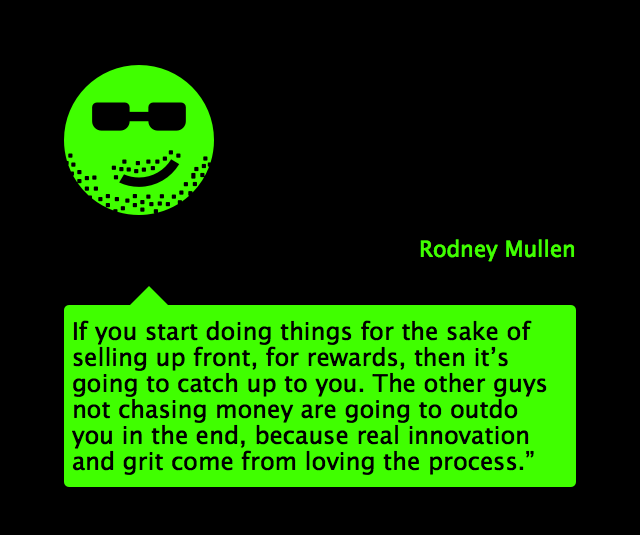 Rodney Mullen
If you start doing things for the sake of
selling up front, for rewards, then it’s
going to catch up to you. The other guys
not chasing money are going to outdo
you in the end, because real innovation
and grit come from loving the process.”